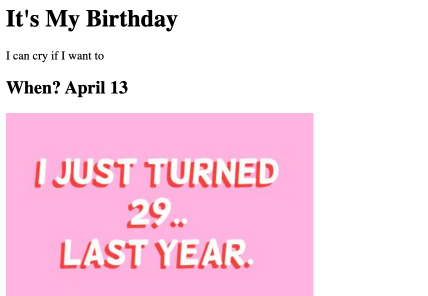 It's My Birthday
I can cry if I want to
When? April 13
I JUST TURNED
29..
LAST YEAR.